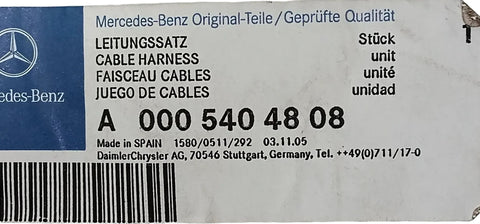 Mercedes-Benz Original-Teile/Geprüfte Qualität
LEITUNGSSATZ Stück
CABLE HARNESS unit
FAISCEAU CABLES unité
JUEGO DE CABLES unidad
A 000 540 48 08
Made in SPAIN 1580/0511/292 03.11.05
DaimlerChrysler AG, 70546 Stuttgart, Germany, Tel. ++49(0)711/17-0